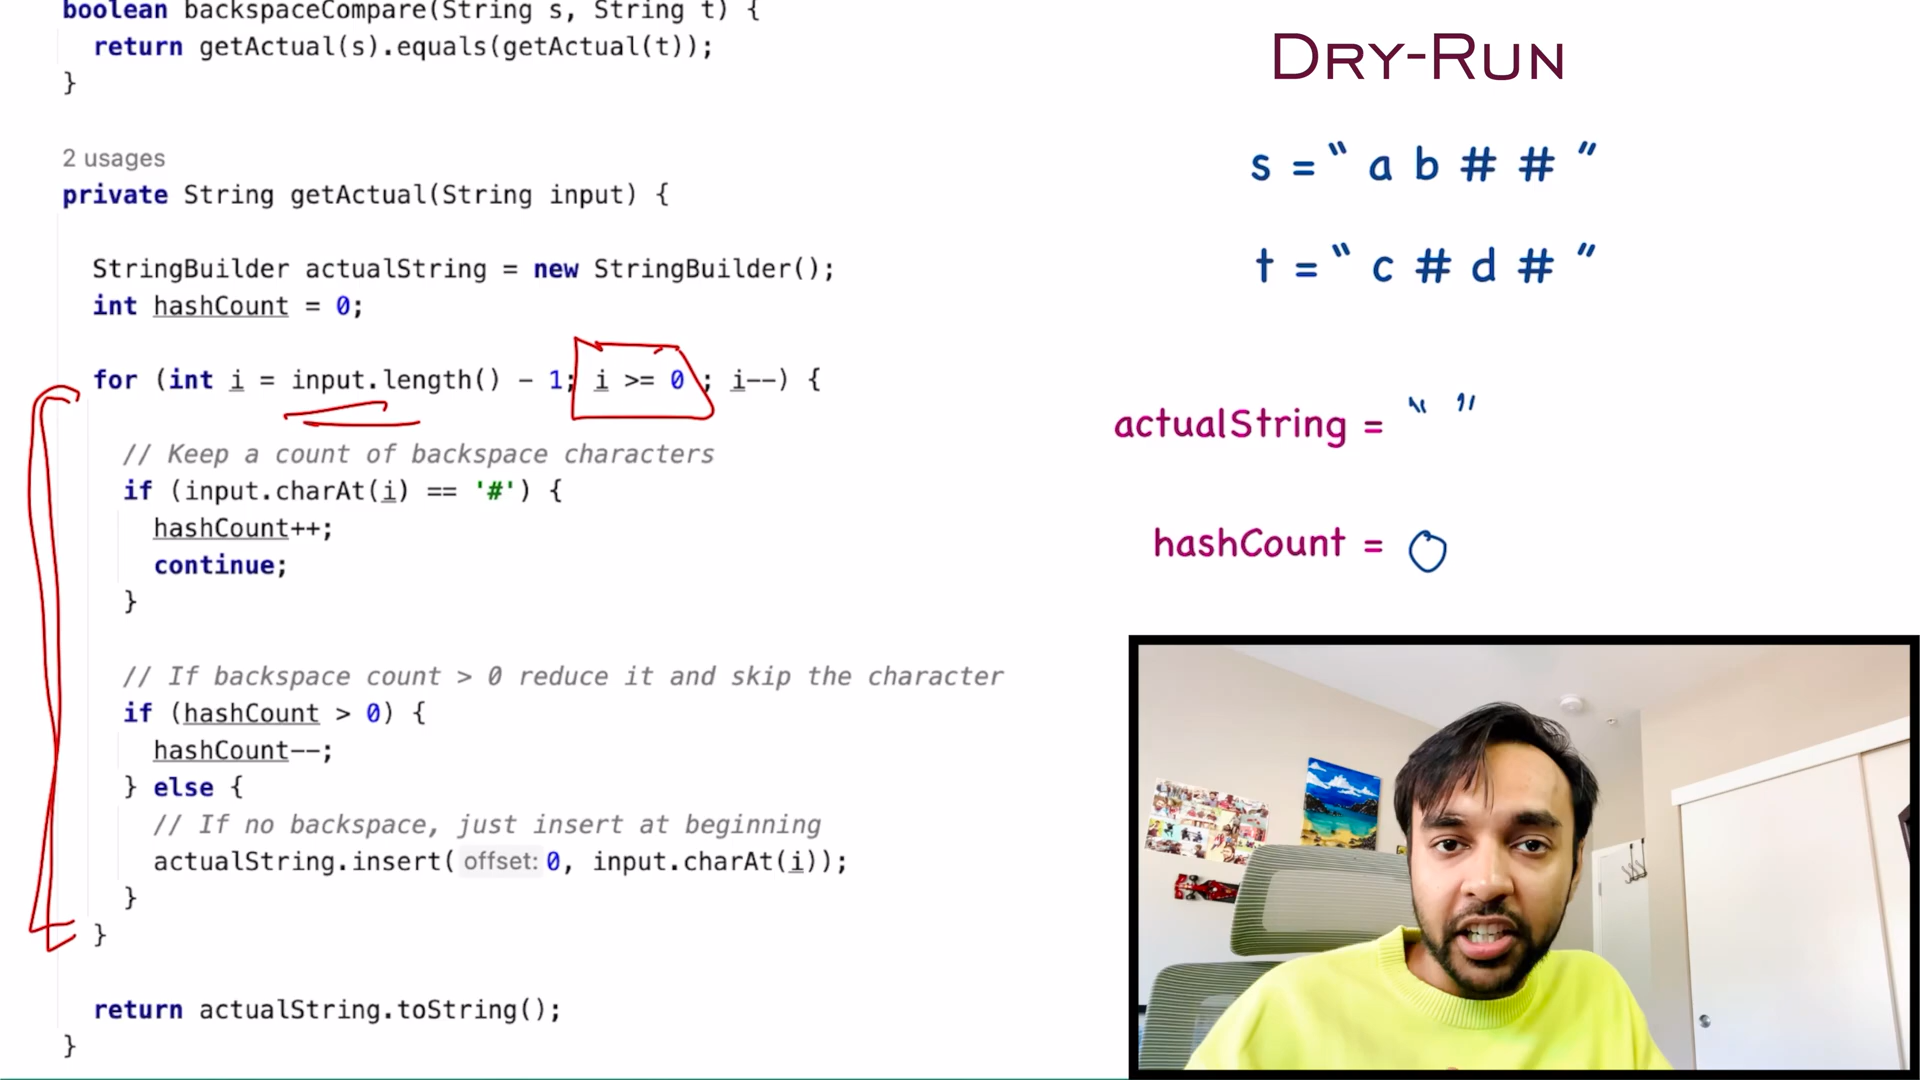 boolean backspaceCompare(String s, String t) {
return getActual(s).equals(getActual(t));
}
2 usages
private String getActual(String input) {
StringBuilder actualString = new StringBuilder();
int hashCount = 0;
for (int i = input.length() - 1; i >= 0 ; i--) {
// Keep a count of backspace characters
if (input.charAt(i) == '#') {
hashCount++;
continue;
}
// If backspace count > 0 reduce it and skip the character
if (hashCount > 0) {
hashCount--;
} else {
// If no backspace, just insert at beginning
actualString.insert( offset: 0, input.charAt(i));
}
}
return actualString.toString();
}
DRY-RUN
s = " a b # # "
t = " c # d # "
actualString = " "
hashCount = 0